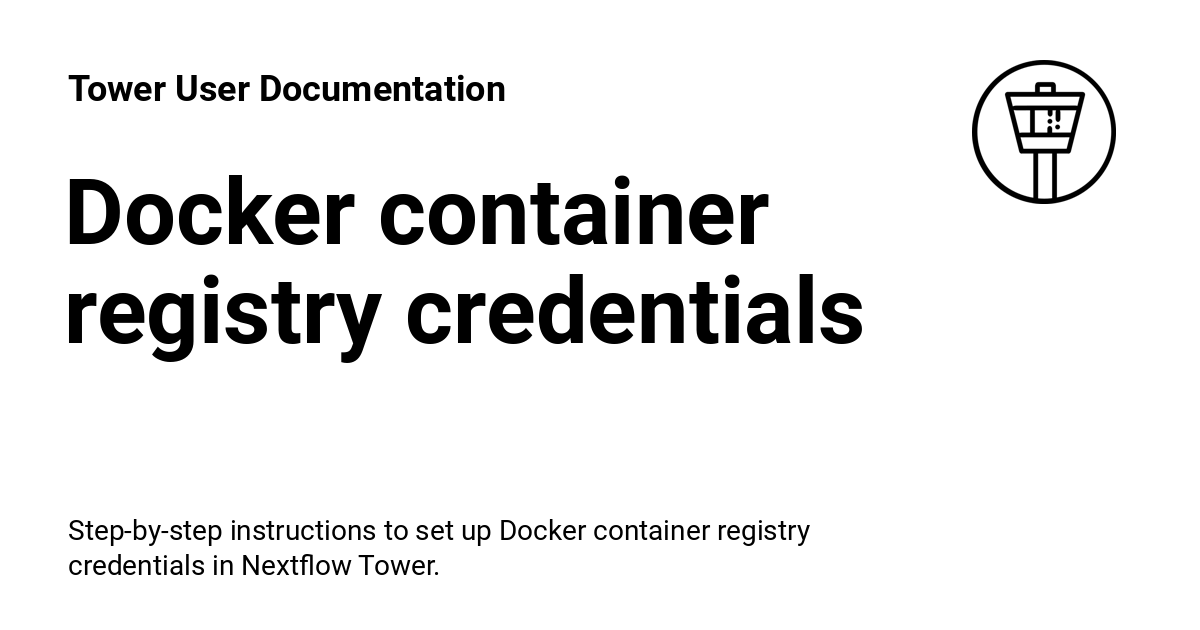 Tower User Documentation
Docker container
registry credentials
Step-by-step instructions to set up Docker container registry
credentials in Nextflow Tower.